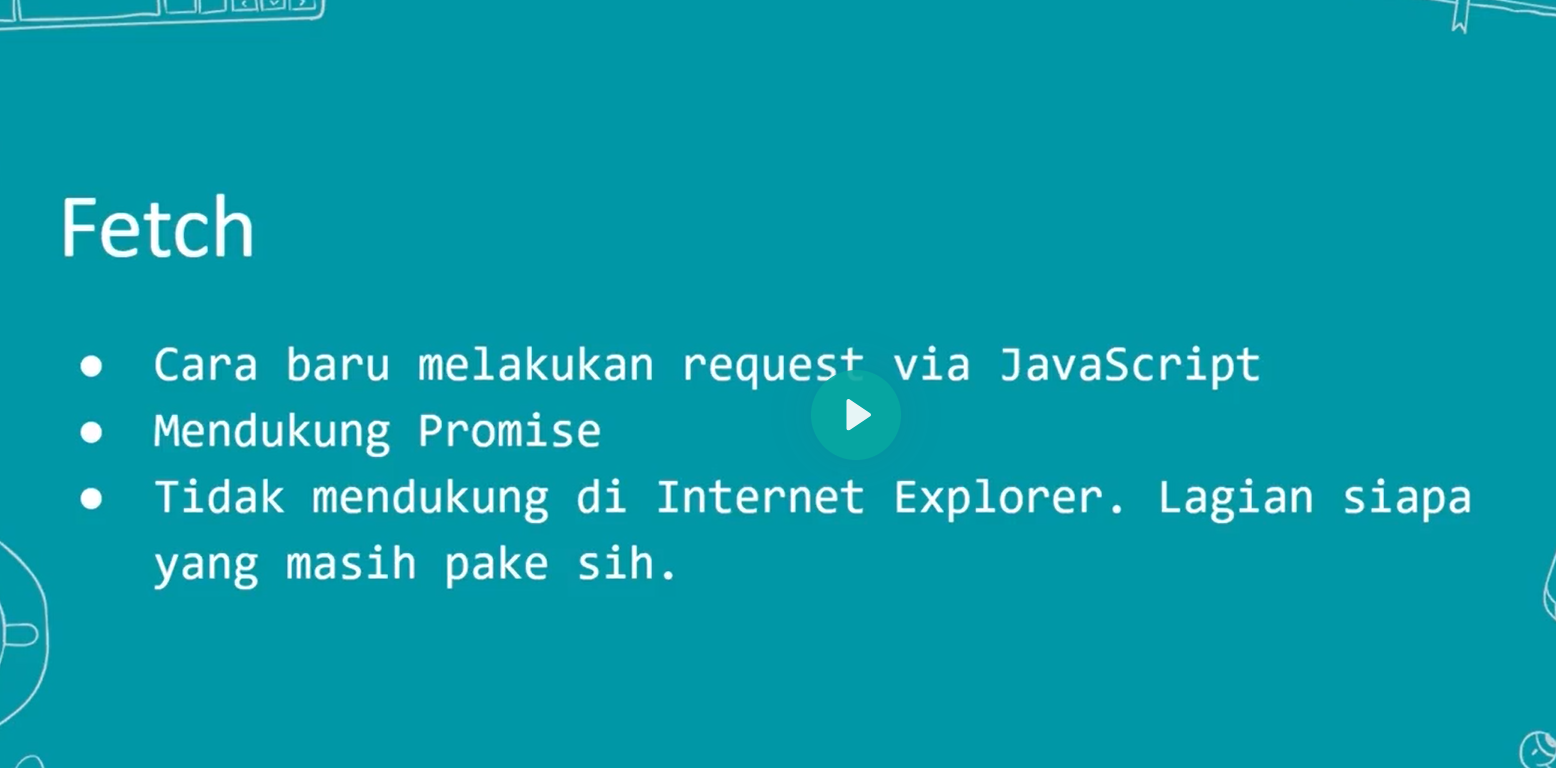 Fetch
● Cara baru melakukan request via JavaScript
● Mendukung Promise
● Tidak mendukung di Internet Explorer. Lagian siapa
yang masih pake sih.